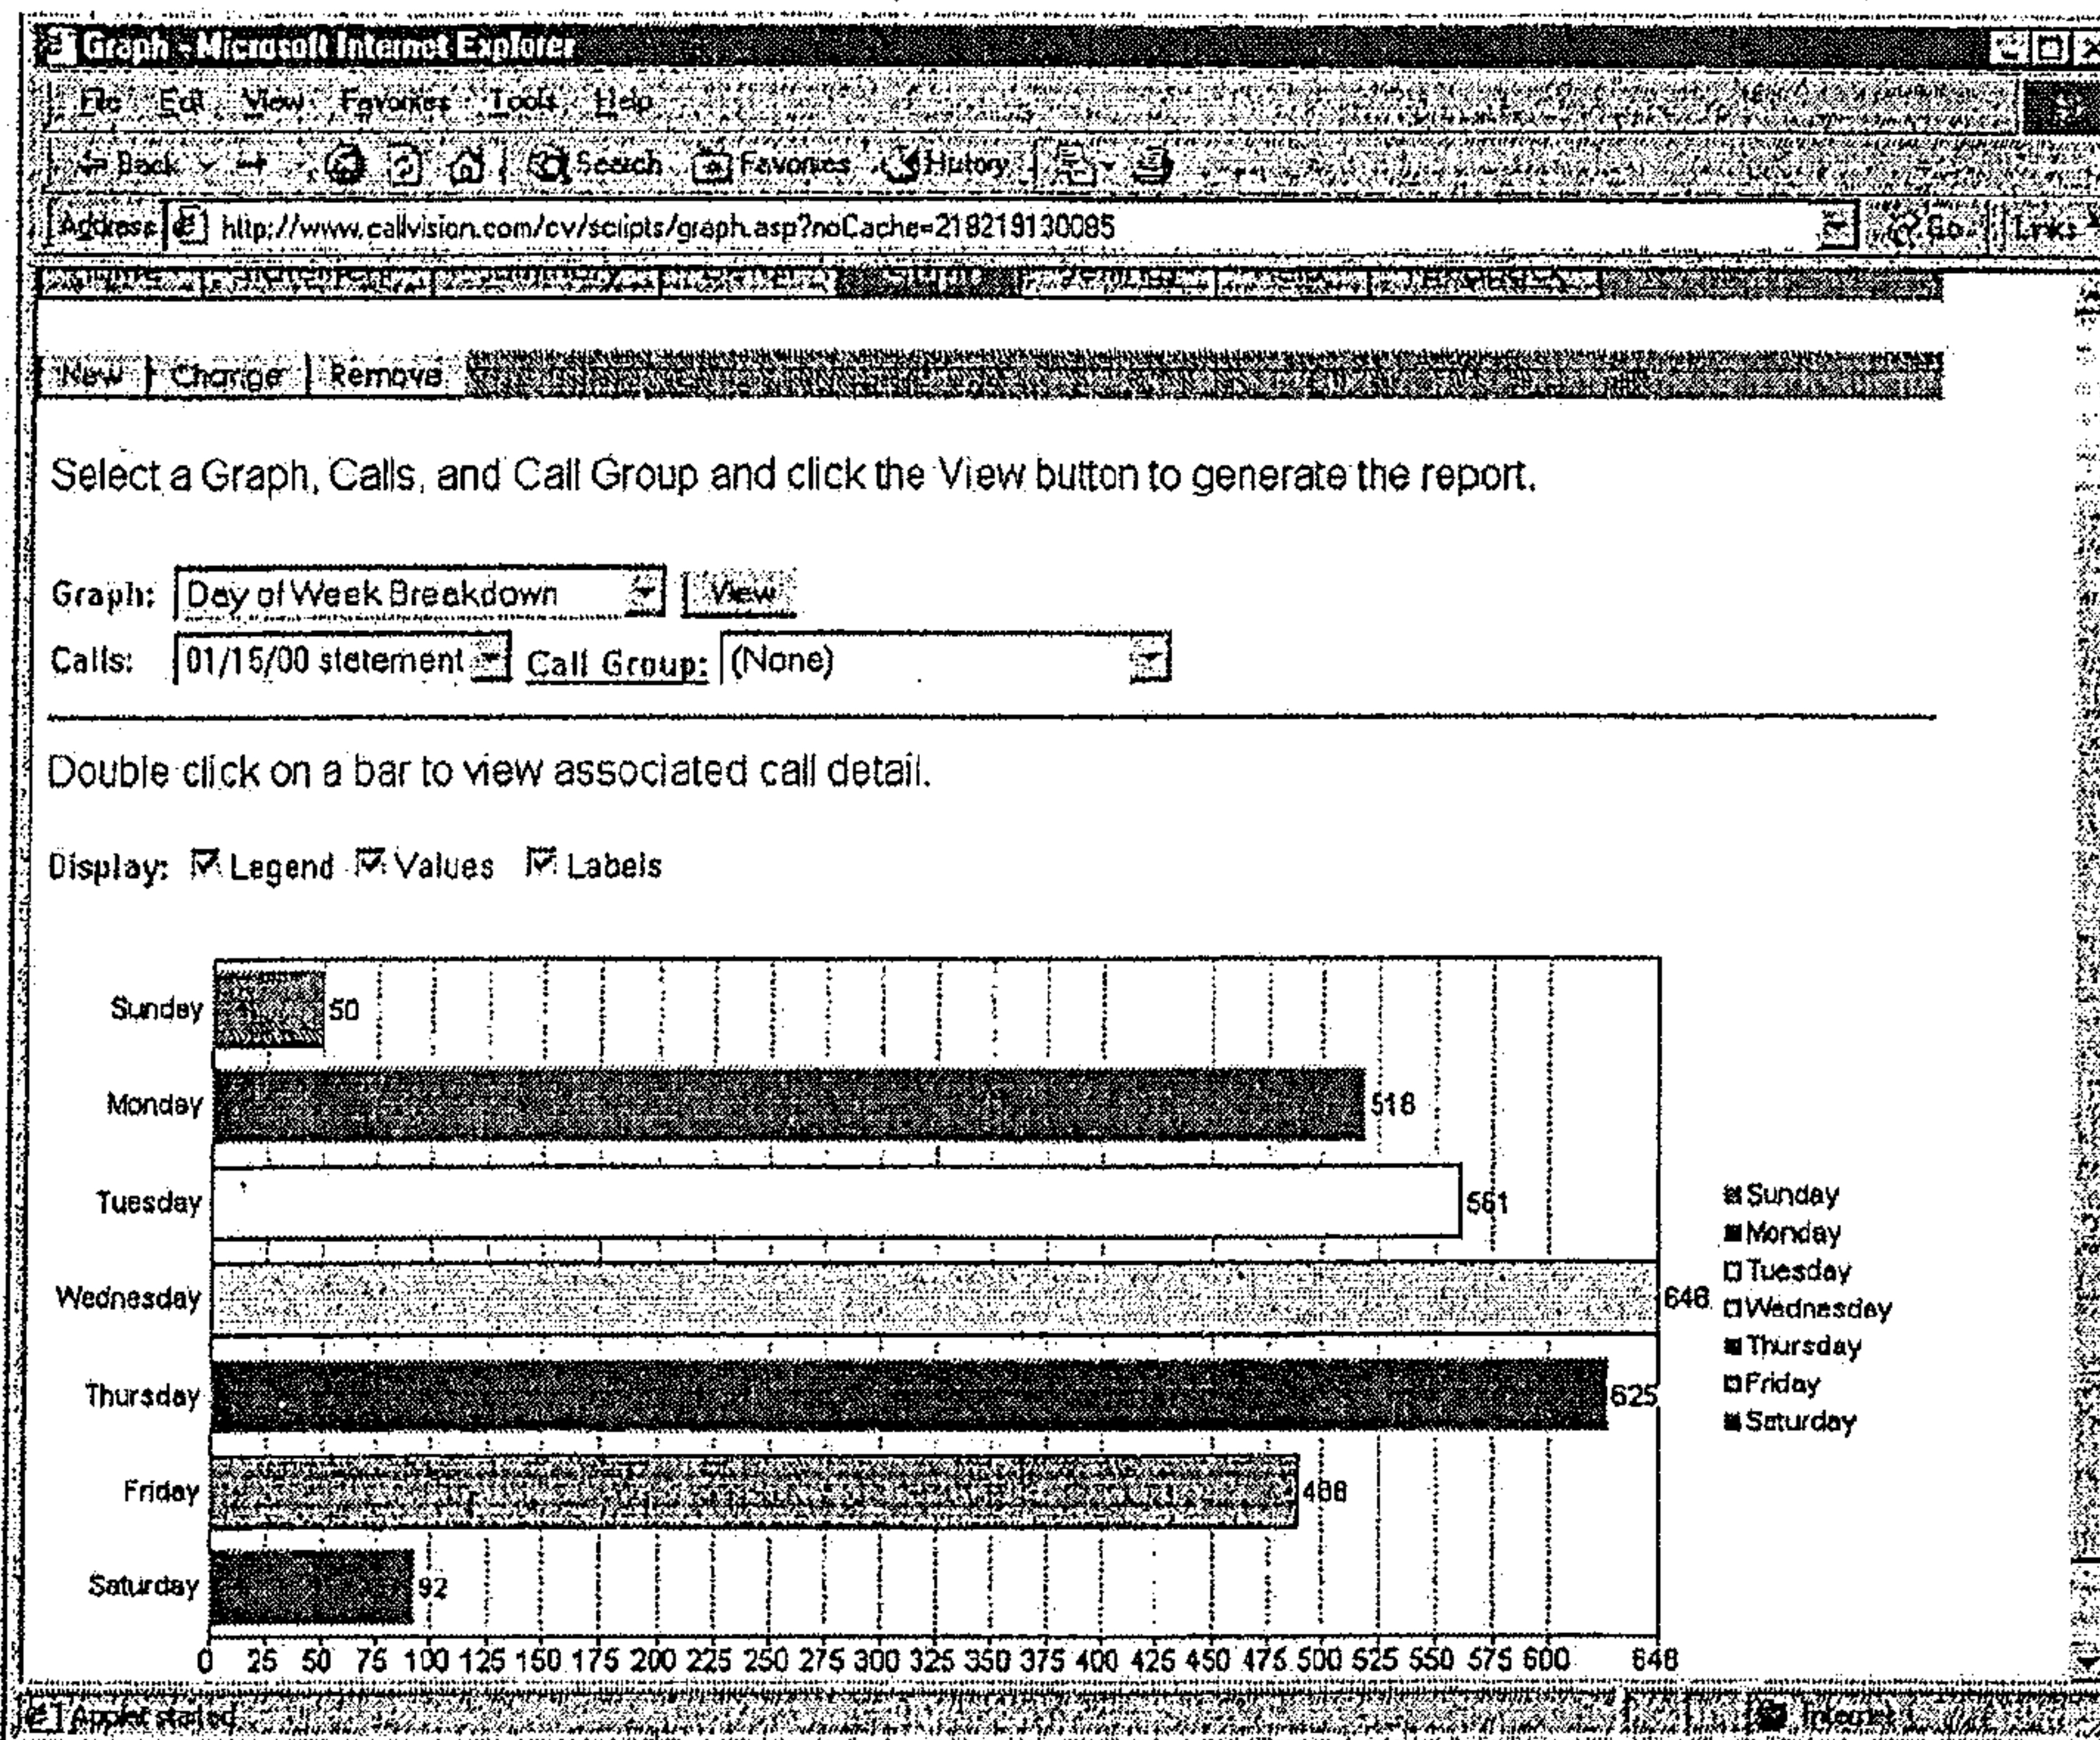 Graph - Microsoft Internet Explorer
File Edit View Favorites Tools Help
Back Search Favorites History
Address http://www.callvision.com/cv/scripts/graph.asp?noCache=218219130085 Go Links
New Change Remove
Select a Graph, Calls, and Call Group and click the View button to generate the report.
Graph: Day of Week Breakdown View
Calls: 01/15/00 statement Call Group: (None)
Double click on a bar to view associated call detail.
Display: Legend Values Labels
Sunday 50
Monday 518
Tuesday 561
Wednesday
Thursday 625
Friday
Saturday 92
Sunday
Monday
Tuesday
Wednesday
Thursday
Friday
Saturday
0 25 50 75 100 125 150 175 200 225 250 275 300 325 350 375 400 425 450 475 500 525 550 575 600
Applet started Internet